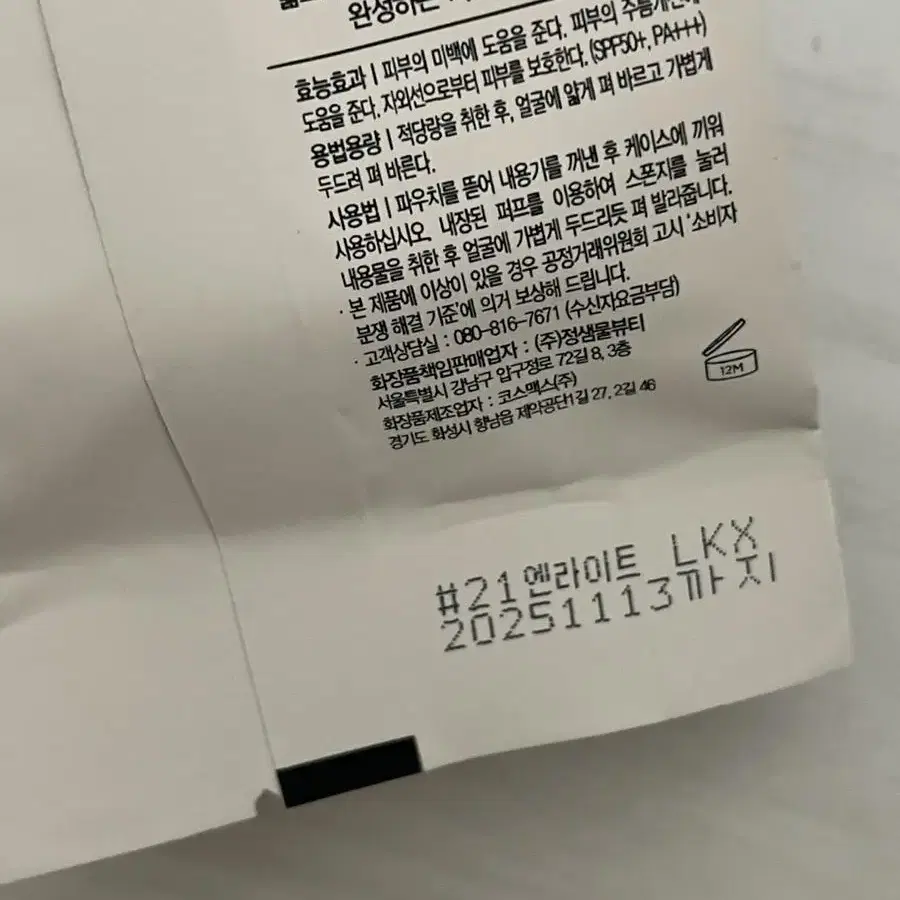 완성하는
효능효과 | 피부의 미백에 도움을 준다. 피부의 주름개선에
도움을 준다. 자외선으로부터 피부를 보호한다. (SPF50+, PA+++)
용법용량 | 적당량을 취한 후, 얼굴에 얇게 펴 바르고 가볍게
두드려 펴 바른다.
사용법 | 파우치를 뜯어 내용기를 꺼낸 후 케이스에 끼워
사용하십시오. 내장된 퍼프를 이용하여 스폰지를 눌러
내용물을 취한 후 얼굴에 가볍게 두드리듯 펴 발라줍니다.
· 본 제품에 이상이 있을 경우 공정거래위원회 고시 '소비자
분쟁 해결 기준'에 의거 보상해 드립니다.
· 고객상담실 : 080-816-7671 (수신자요금부담)
화장품책임판매업자 : (주)정샘물뷰티
서울특별시 강남구 압구정로 72길 8, 3층
화장품제조업자 : 코스맥스(주)
경기도 화성시 향남읍 제약공단1길 27, 2길 46
12M
#21엔라이트 LKX
20251113까지